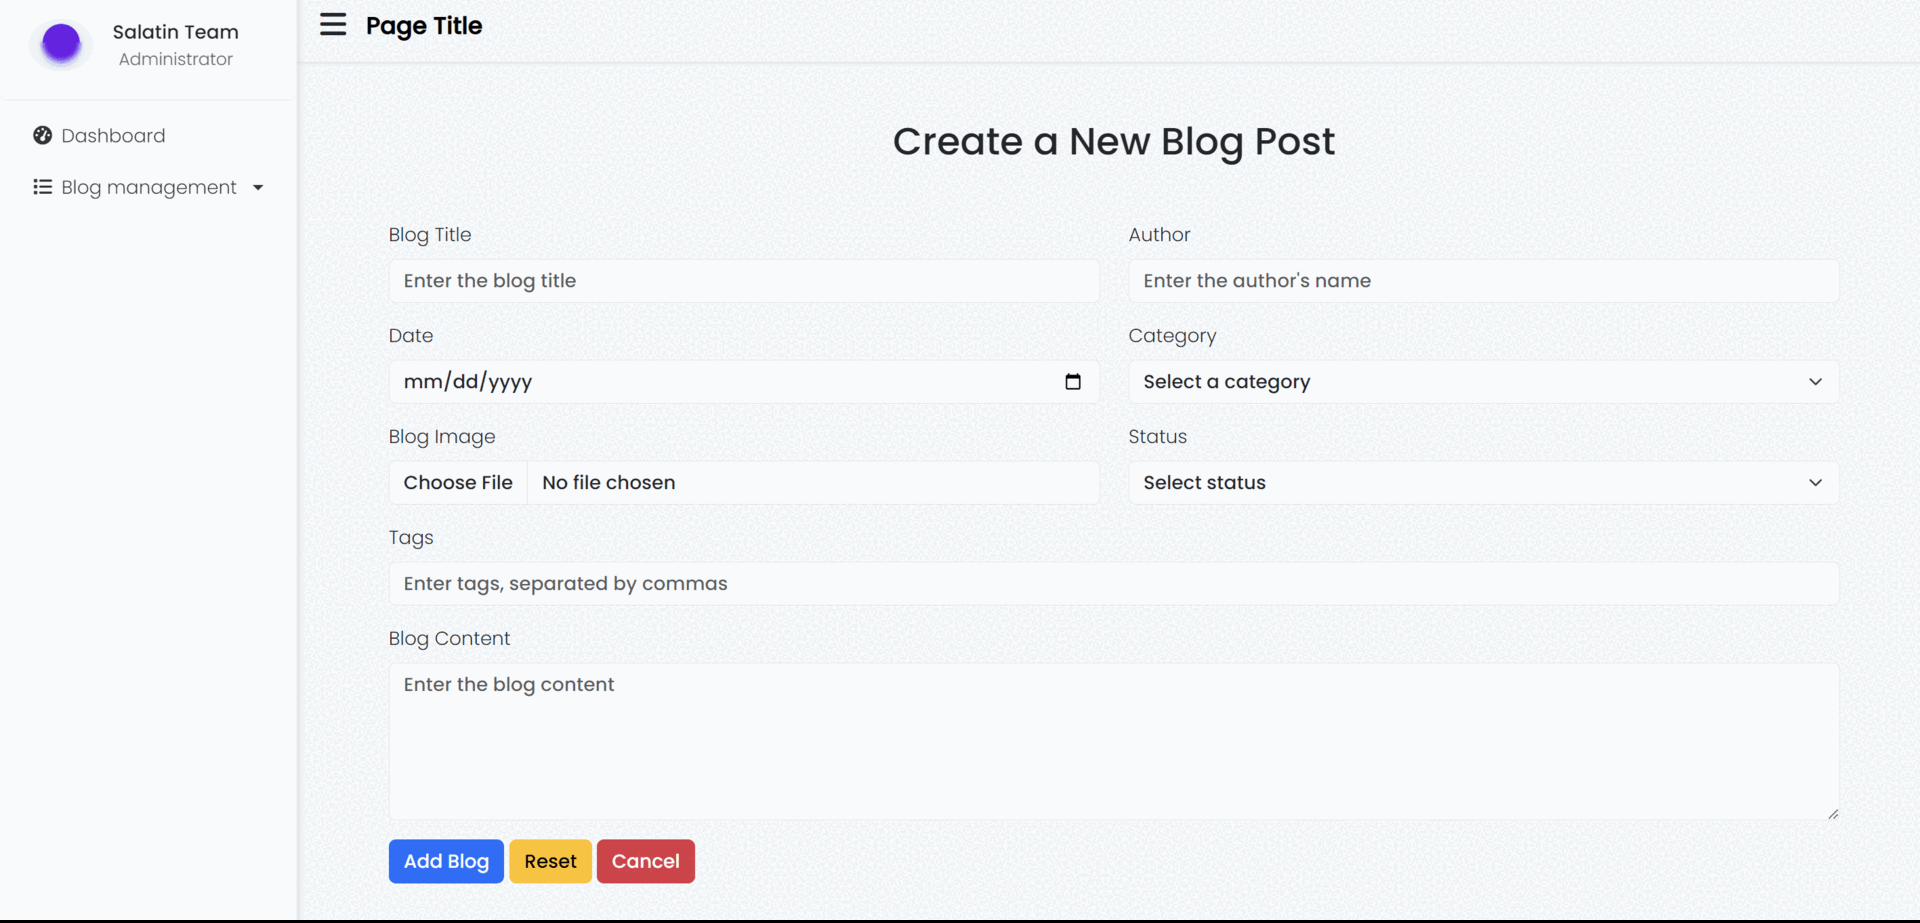 Salatin Team
Administrator
Dashboard
Blog management
Page Title
Create a New Blog Post
Blog Title
Enter the blog title
Author
Enter the author's name
Date
mm/dd/yyyy
Category
Select a category
Blog Image
Choose File No file chosen
Status
Select status
Tags
Enter tags, separated by commas
Blog Content
Enter the blog content
Add Blog Reset Cancel